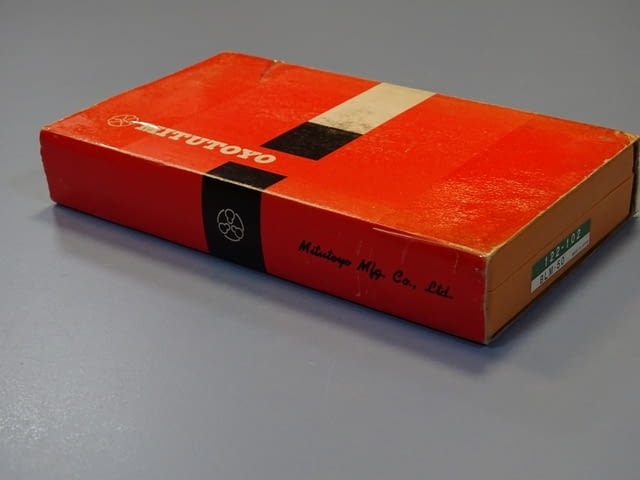 MITUTOYO
Mitutoyo Mfg. Co., Ltd.
122-102
BLM-50